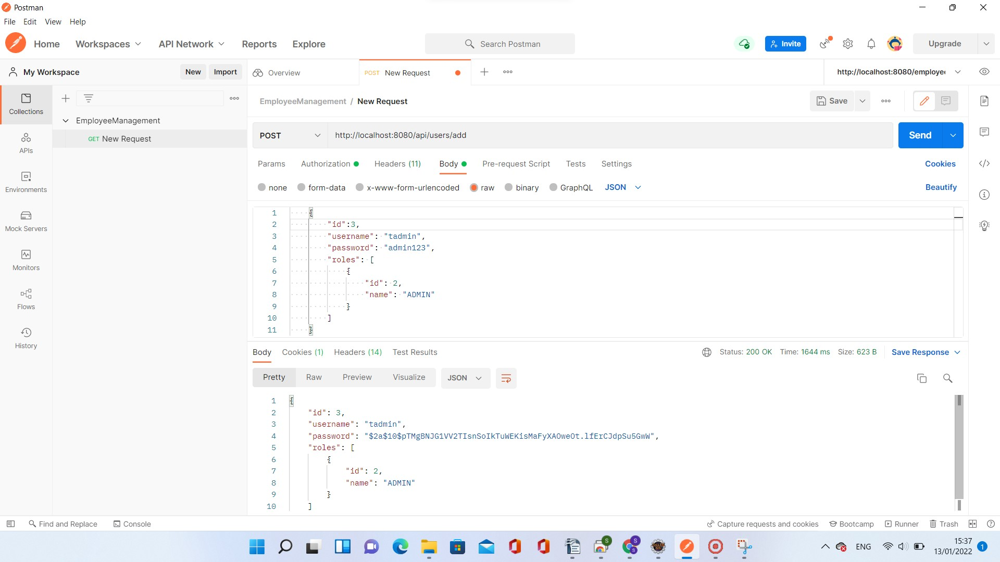 Postman
File Edit View Help
Home Workspaces API Network Reports Explore Search Postman Invite Upgrade
My Workspace New Import Overview POST New Request http://localhost:8080/employe
Collections
APIs
Environments
Mock Servers
Monitors
Flows
History
EmployeeManagement
GET New Request
EmployeeManagement / New Request Save
POST http://localhost:8080/api/users/add Send
Params Authorization Headers (11) Body Pre-request Script Tests Settings Cookies
none form-data x-www-form-urlencoded raw binary GraphQL JSON Beautify
1 {
2 "id":3,
3 "username": "tadmin",
4 "password": "admin123",
5 "roles": [
6 {
7 "id": 2,
8 "name": "ADMIN"
9 }
10 ]
11 }
Body Cookies (1) Headers (14) Test Results Status: 200 OK Time: 1644 ms Size: 623 B Save Response
Pretty Raw Preview Visualize JSON
1 {
2 "id": 3,
3 "username": "tadmin",
4 "password": "$2a$10$pTMgBNJG1VV2TIsnSoIkTuWEKisMaFyXAOweOt.lfErCJdpSu5GwW",
5 "roles": [
6 {
7 "id": 2,
8 "name": "ADMIN"
9 }
10 ]
Find and Replace Console Capture requests and cookies Bootcamp Runner Trash
S S S
ENG 15:37 1
13/01/2022